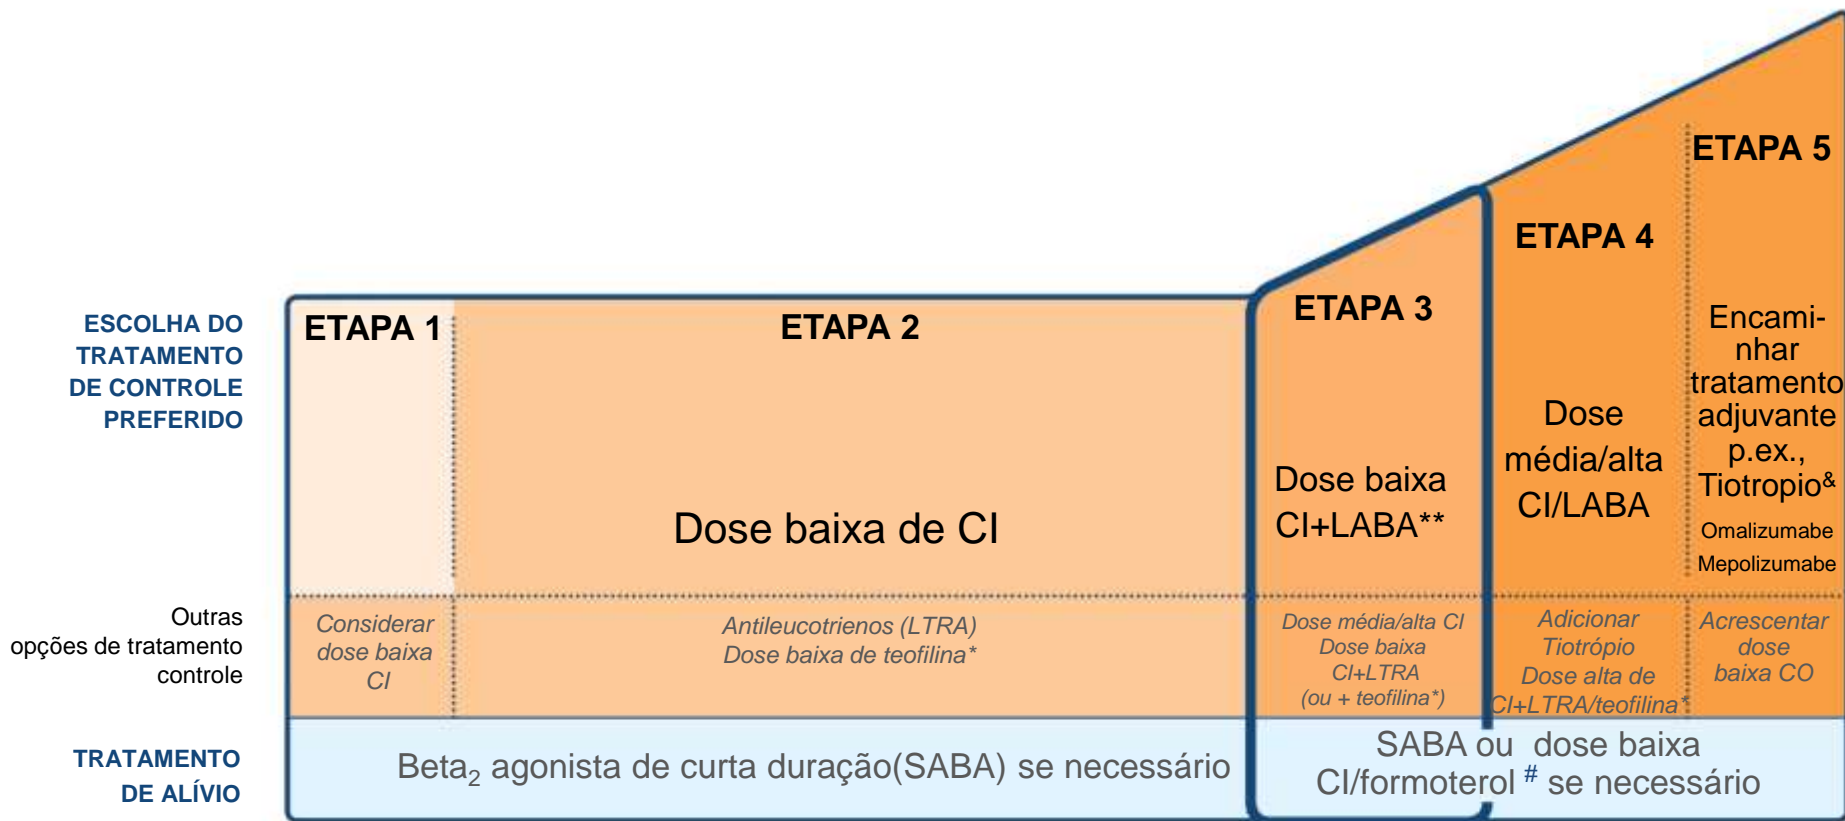 ETAPA 5
ETAPA 4
ETAPA 3
ETAPA 1
ETAPA 2
ESCOLHA DO
TRATAMENTO
DE CONTROLE
PREFERIDO
Dose baixa de CI
Dose baixa
CI+LABA**
Dose
média/alta
CI/LABA
Encami-
nhar
tratamento
adjuvante
p.ex.,
Tiotropio&
Omalizumabe
Mepolizumabe
Outras
opções de tratamento
controle
Considerar
dose baixa
CI
Antileucotrienos (LTRA)
Dose baixa de teofilina*
Dose média/alta CI
Dose baixa
CI+LTRA
(ou + teofilina*)
Adicionar
Tiotrópio
Dose alta de
CI+LTRA/teofilina*
Acrescentar
dose
baixa CO
TRATAMENTO
DE ALÍVIO
Beta2 agonista de curta duração(SABA) se necessário
SABA ou dose baixa
CI/formoterol # se necessário